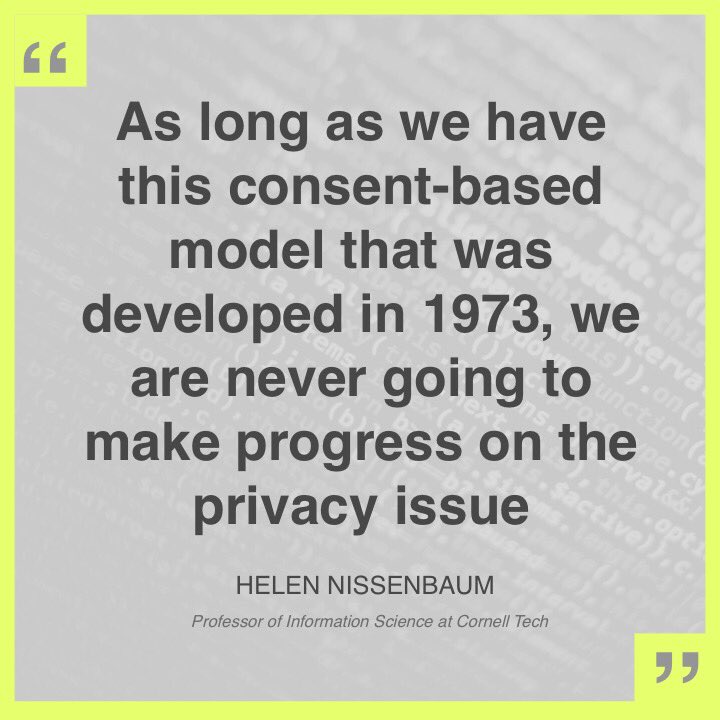 “
As long as we have
this consent-based
model that was
developed in 1973, we
are never going to
make progress on the
privacy issue
HELEN NISSENBAUM
Professor of Information Science at Cornell Tech
”